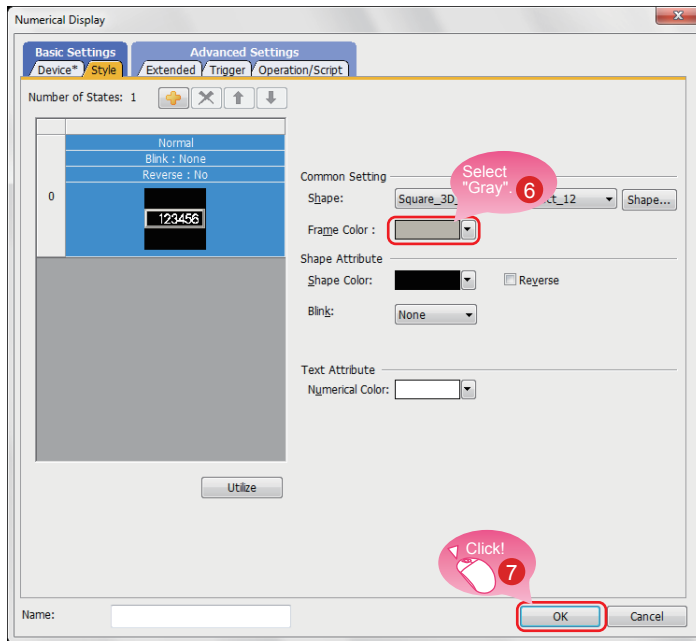 Numerical Display
Basic Settings
Advanced Settings
Device* Style Extended Trigger Operation/Script
Number of States: 1
Normal
Blink : None
Reverse : No
0
123456
Common Setting
Select
"Gray". 6
Shape: Square_3D_ ct_12 Shape...
Frame Color :
Shape Attribute
Shape Color: Reverse
Blink: None
Text Attribute
Numerical Color:
Utilize
Click!
7
Name: OK Cancel